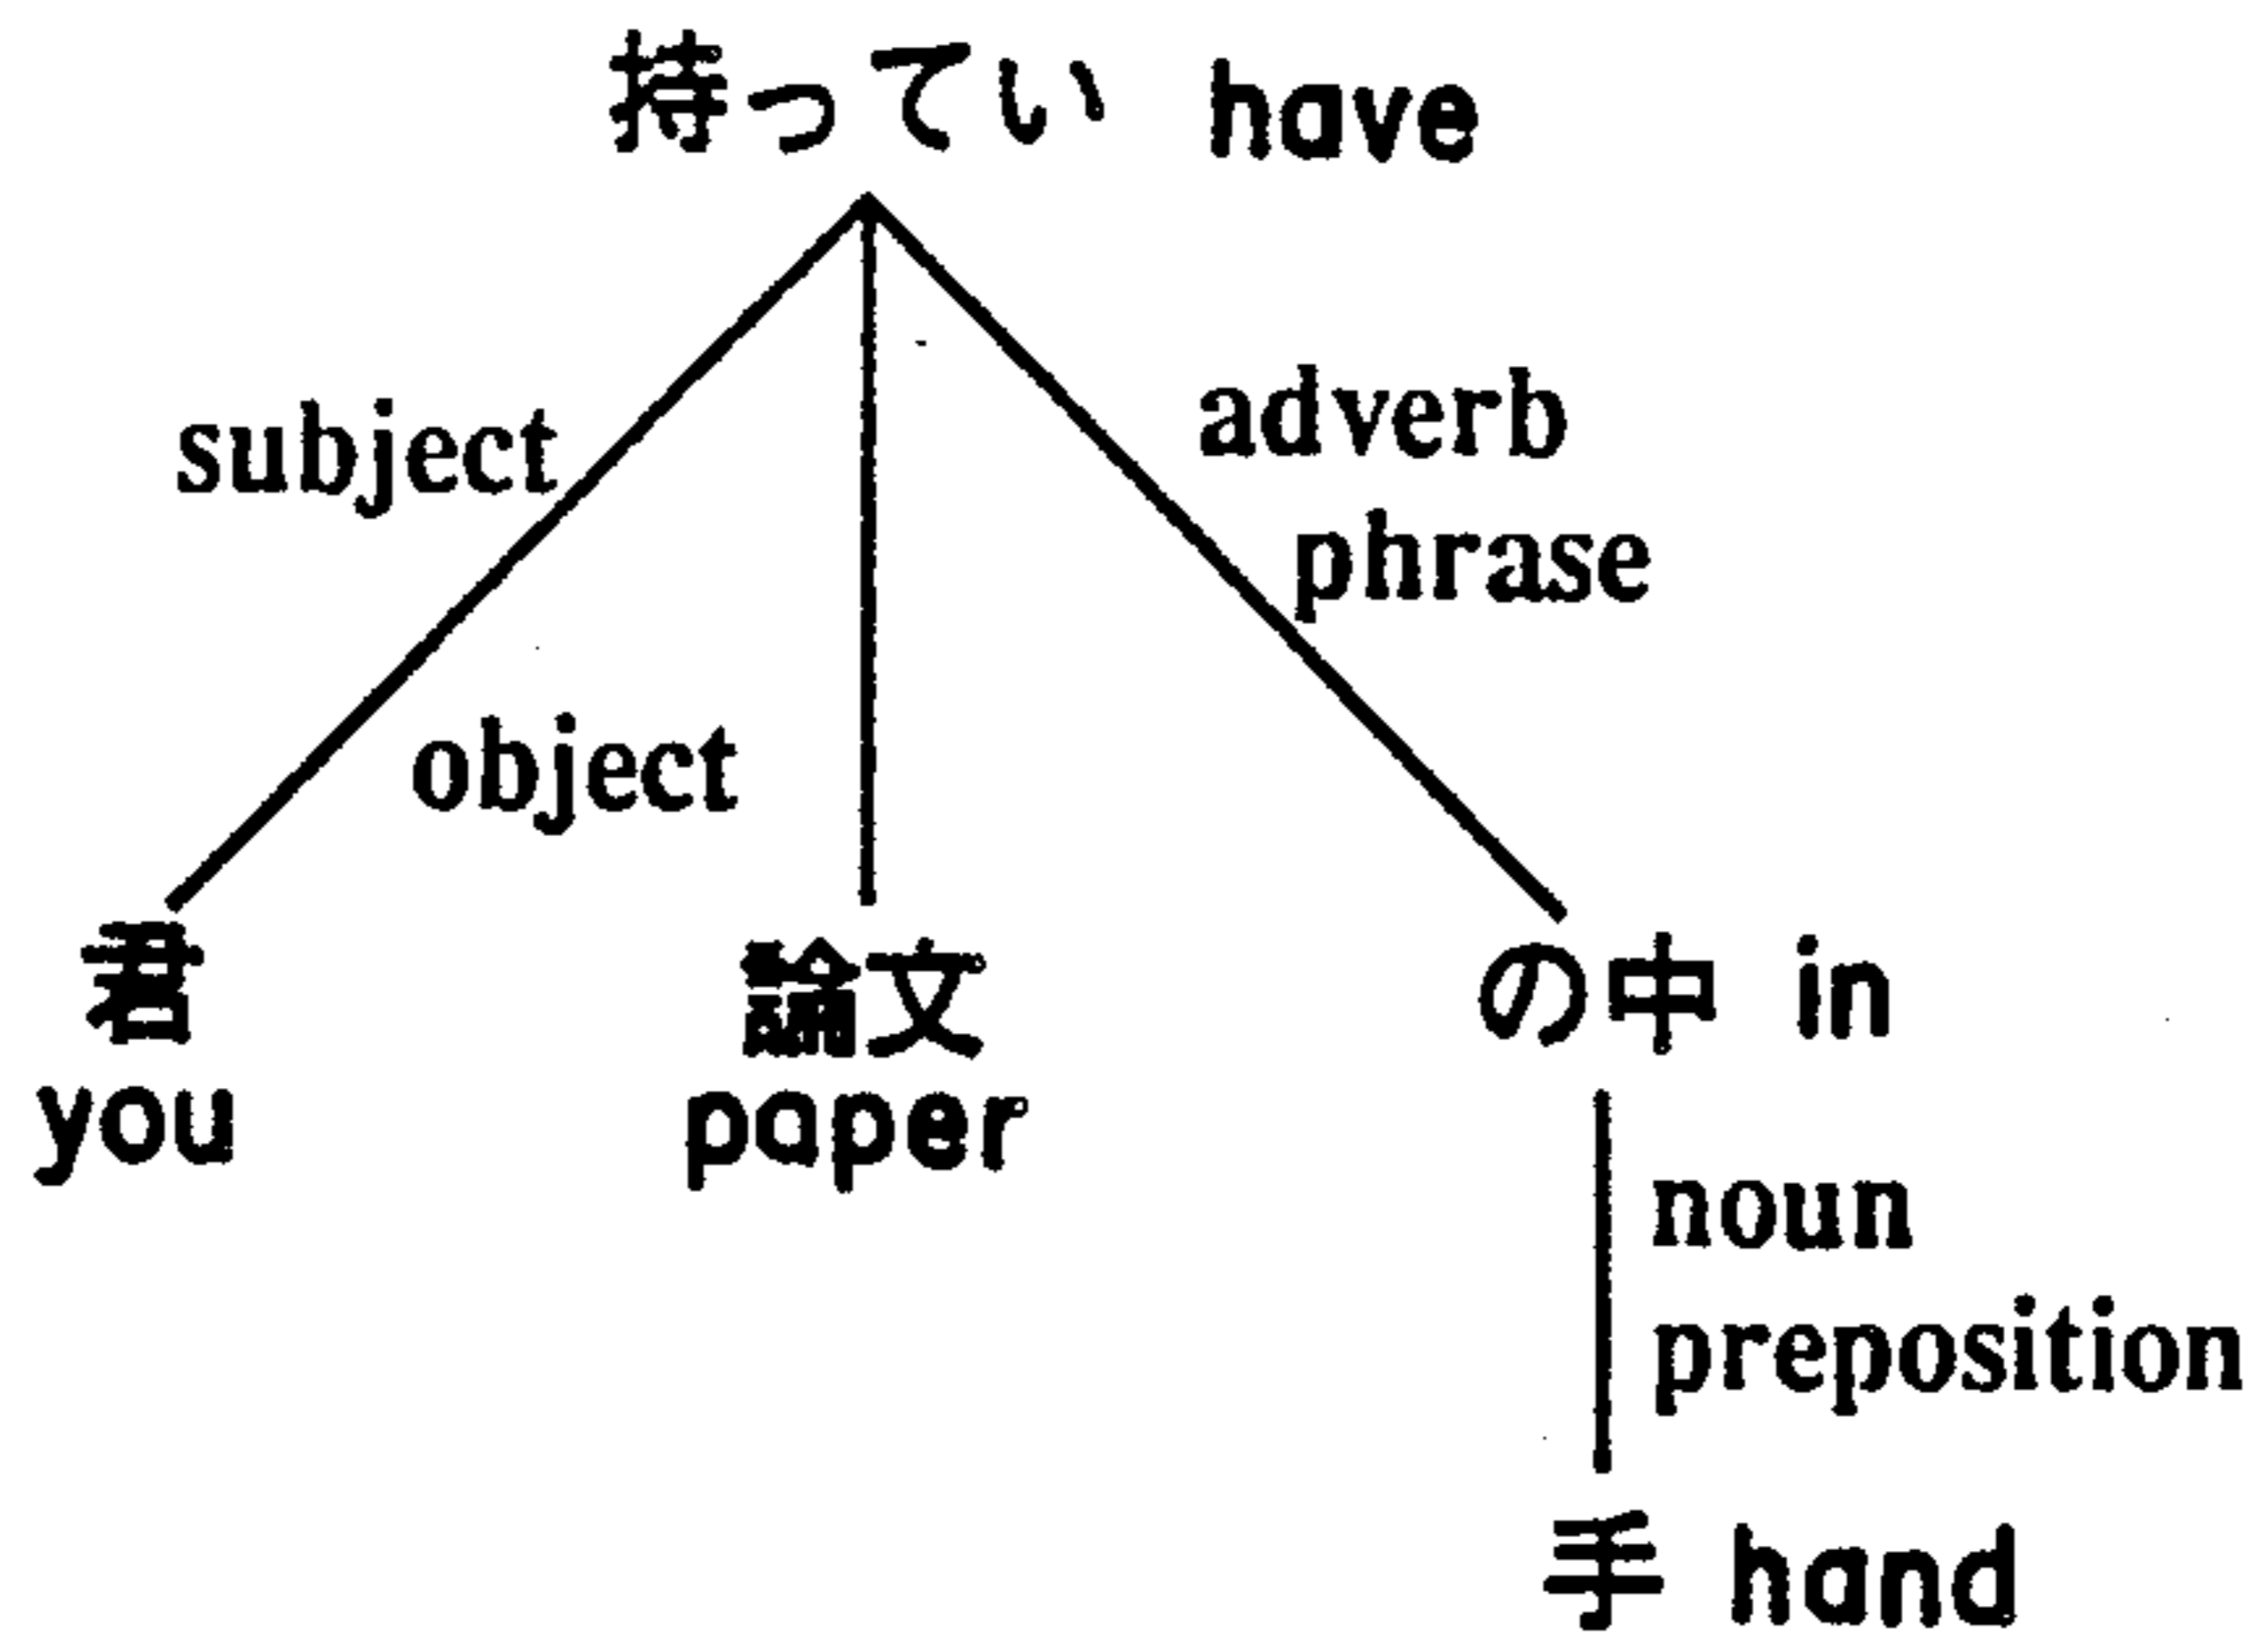 持ってい have
subject
adverb
phrase
object
君
you
論文
paper
の中 in
noun
preposition
手 hand